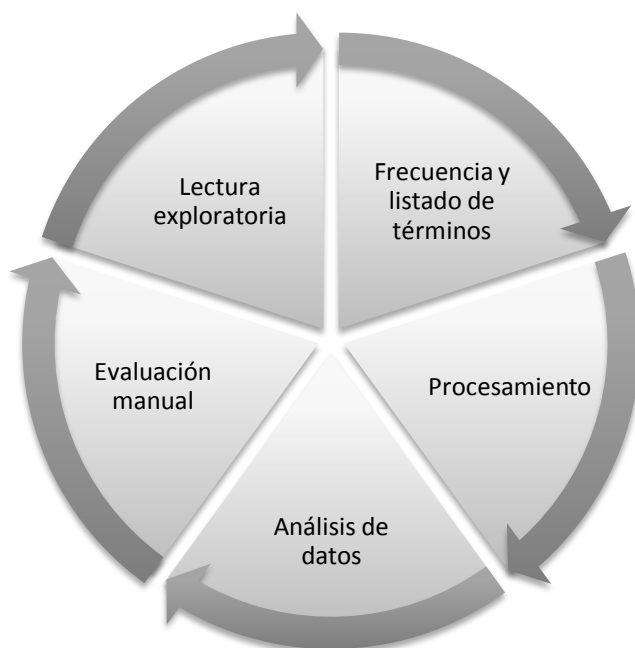 Lectura
exploratoria
Frecuencia y
listado de
términos
Procesamiento
Análisis de
datos
Evaluación
manual